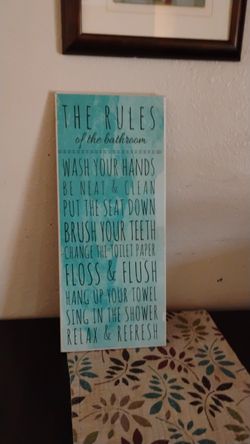 THE RULES
of the bathroom
WASH YOUR HANDS
BE NEAT & CLEAN
PUT THE SEAT DOWN
BRUSH YOUR TEETH
CHANGE THE TOILET PAPER
FLOSS & FLUSH
HANG UP YOUR TOWEL
SING IN THE SHOWER
RELAX & REFRESH